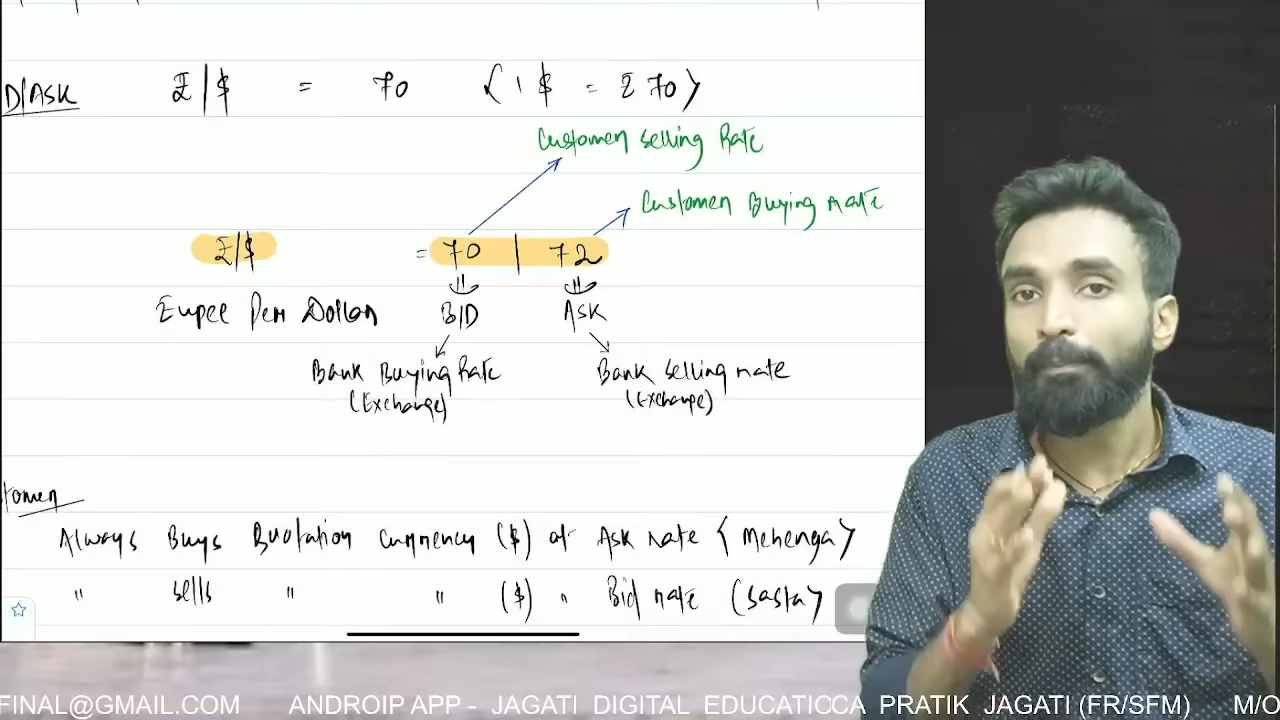 D/ASK ₹/$ = 70 {1 $ = ₹ 70}
Customer Selling Rate
Customer Buying rate
₹/$ = 70 | 72
Rupee Per Dollar BID ASK
Bank Buying Rate Bank Selling rate
(Exchange) (Exchange)
tomer
Always Buys Quotation Currency ($) at Ask rate {Mehenga}
" sells " " ($) " Bid rate (Sasta}
FINAL@GMAIL.COM ANDROIP APP - JAGATI DIGITAL EDUCATICCA PRATIK JAGATI (FR/SFM) M/O